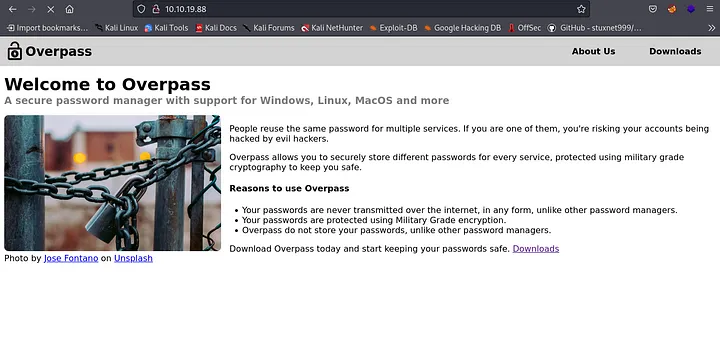 10.10.19.88
Import bookmarks... Kali Linux Kali Tools Kali Docs Kali Forums Kali NetHunter Exploit-DB Google Hacking DB OffSec GitHub - stuxnet999/...
Overpass About Us Downloads
Welcome to Overpass
A secure password manager with support for Windows, Linux, MacOS and more
People reuse the same password for multiple services. If you are one of them, you're risking your accounts being
hacked by evil hackers.
Overpass allows you to securely store different passwords for every service, protected using military grade
cryptography to keep you safe.
Reasons to use Overpass
• Your passwords are never transmitted over the internet, in any form, unlike other password managers.
• Your passwords are protected using Military Grade encryption.
• Overpass do not store your passwords, unlike other password managers.
Download Overpass today and start keeping your passwords safe. Downloads
Photo by Jose Fontano on Unsplash